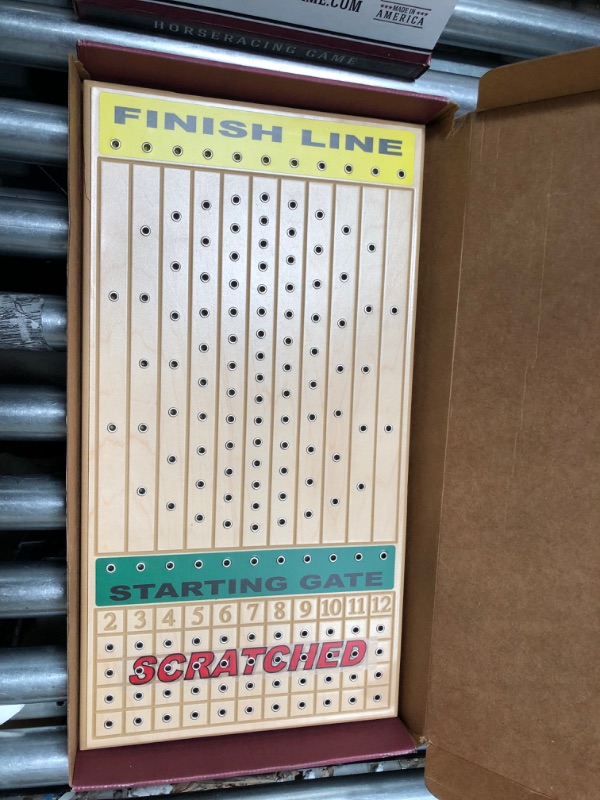 MADE IN
AMERICA
HORSERACING GAME
FINISH LINE
STARTING GATE
2 3 4 5 6 7 8 9 10 11 12
SCRATCHED